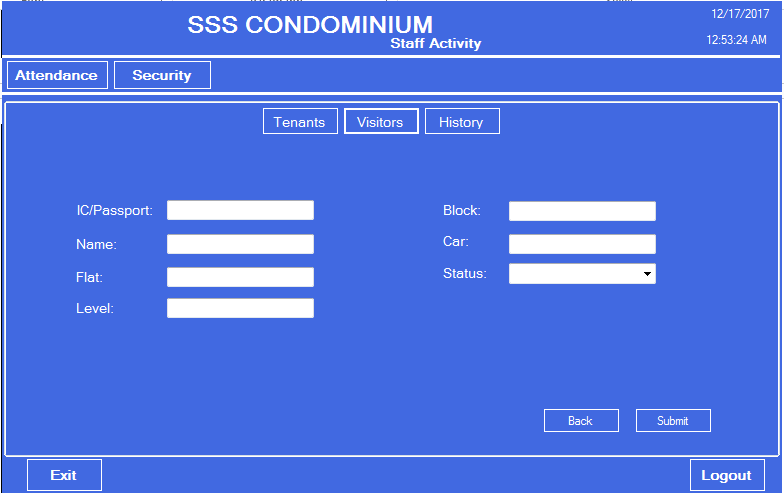 SSS CONDOMINIUM
Staff Activity
12/17/2017
12:53:24 AM
Attendance
Security
Tenants
Visitors
History
IC/Passport:
Name:
Flat:
Level:
Block:
Car:
Status:
Back
Submit
Exit
Logout